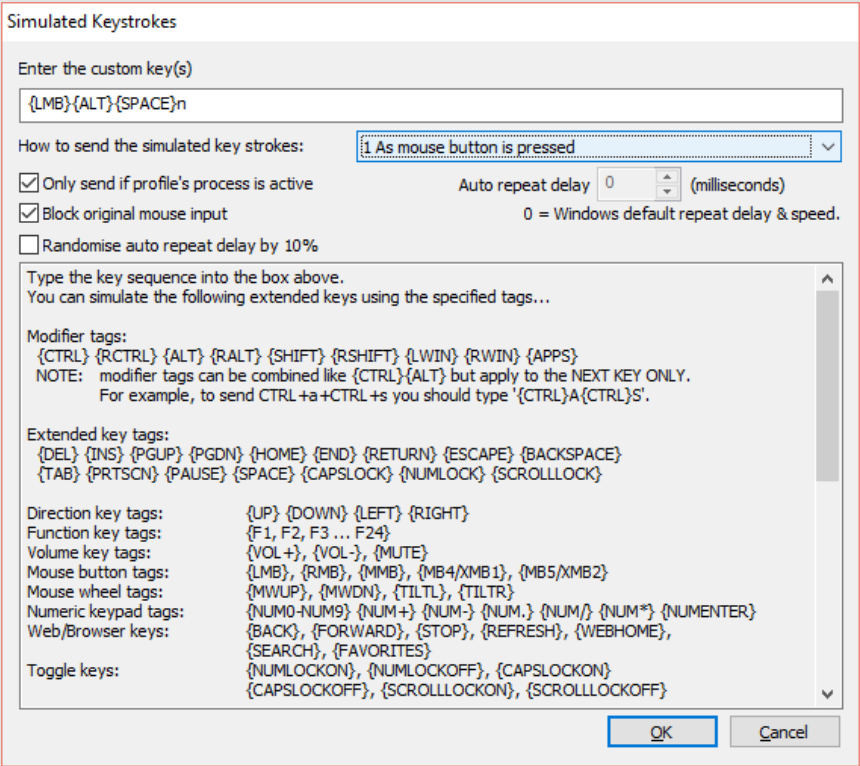 Simulated Keystrokes
Enter the custom key(s)
{LMB}{ALT}{SPACE}n
How to send the simulated key strokes: 1 As mouse button is pressed
Only send if profile's process is active Auto repeat delay 0 (milliseconds)
Block original mouse input 0 = Windows default repeat delay & speed.
Randomise auto repeat delay by 10%
Type the key sequence into the box above.
You can simulate the following extended keys using the specified tags...
Modifier tags:
{CTRL} {RCTRL} {ALT} {RALT} {SHIFT} {RSHIFT} {LWIN} {RWIN} {APPS}
NOTE: modifier tags can be combined like {CTRL}{ALT} but apply to the NEXT KEY ONLY.
For example, to send CTRL+a+CTRL+s you should type '{CTRL}A{CTRL}S'.
Extended key tags:
{DEL} {INS} {PGUP} {PGDN} {HOME} {END} {RETURN} {ESCAPE} {BACKSPACE}
{TAB} {PRTSCN} {PAUSE} {SPACE} {CAPSLOCK} {NUMLOCK} {SCROLLLOCK}
Direction key tags: {UP} {DOWN} {LEFT} {RIGHT}
Function key tags: {F1, F2, F3 ... F24}
Volume key tags: {VOL+}, {VOL-}, {MUTE}
Mouse button tags: {LMB}, {RMB}, {MMB}, {MB4/XMB1}, {MB5/XMB2}
Mouse wheel tags: {MWUP}, {MWDN}, {TILTL}, {TILTR}
Numeric keypad tags: {NUM0-NUM9} {NUM+} {NUM-} {NUM.} {NUM/} {NUM*} {NUMENTER}
Web/Browser keys: {BACK}, {FORWARD}, {STOP}, {REFRESH}, {WEBHOME},
{SEARCH}, {FAVORITES}
Toggle keys: {NUMLOCKON}, {NUMLOCKOFF}, {CAPSLOCKON}
{CAPSLOCKOFF}, {SCROLLLOCKON}, {SCROLLLOCKOFF}
OK Cancel